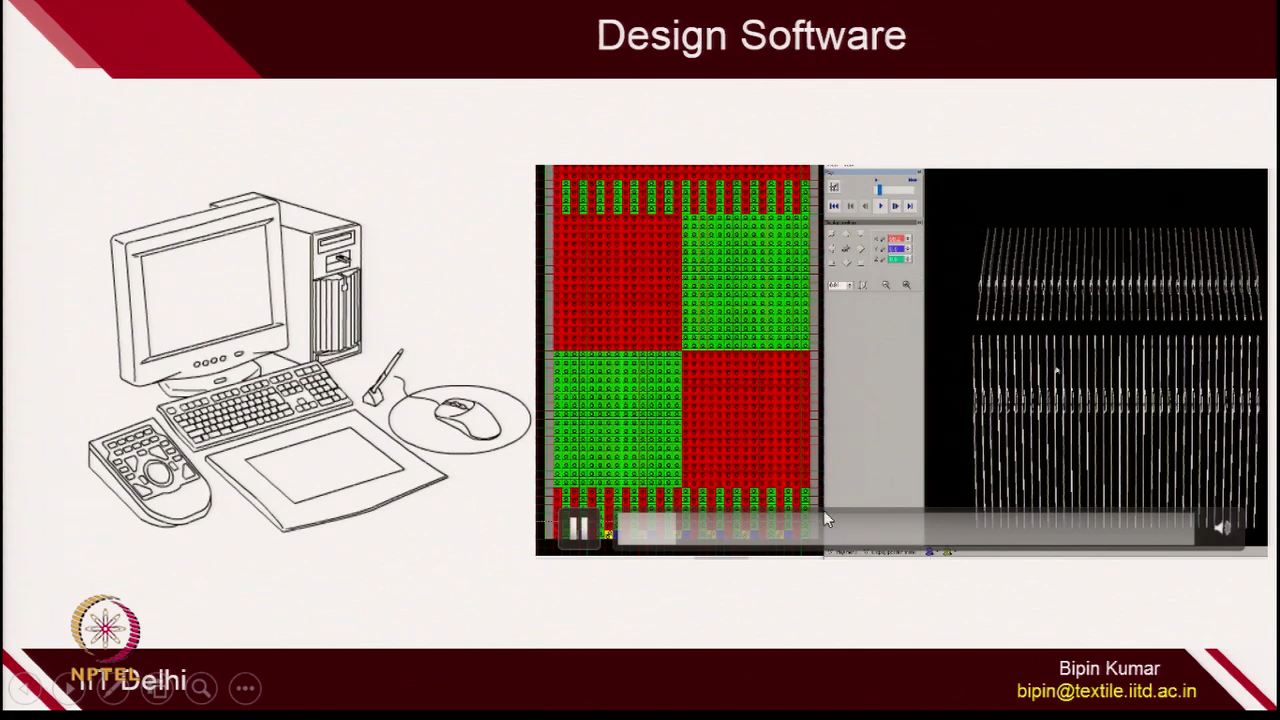 Design Software
NPTEL
IIT Delhi
Bipin Kumar
bipin@textile.iitd.ac.in